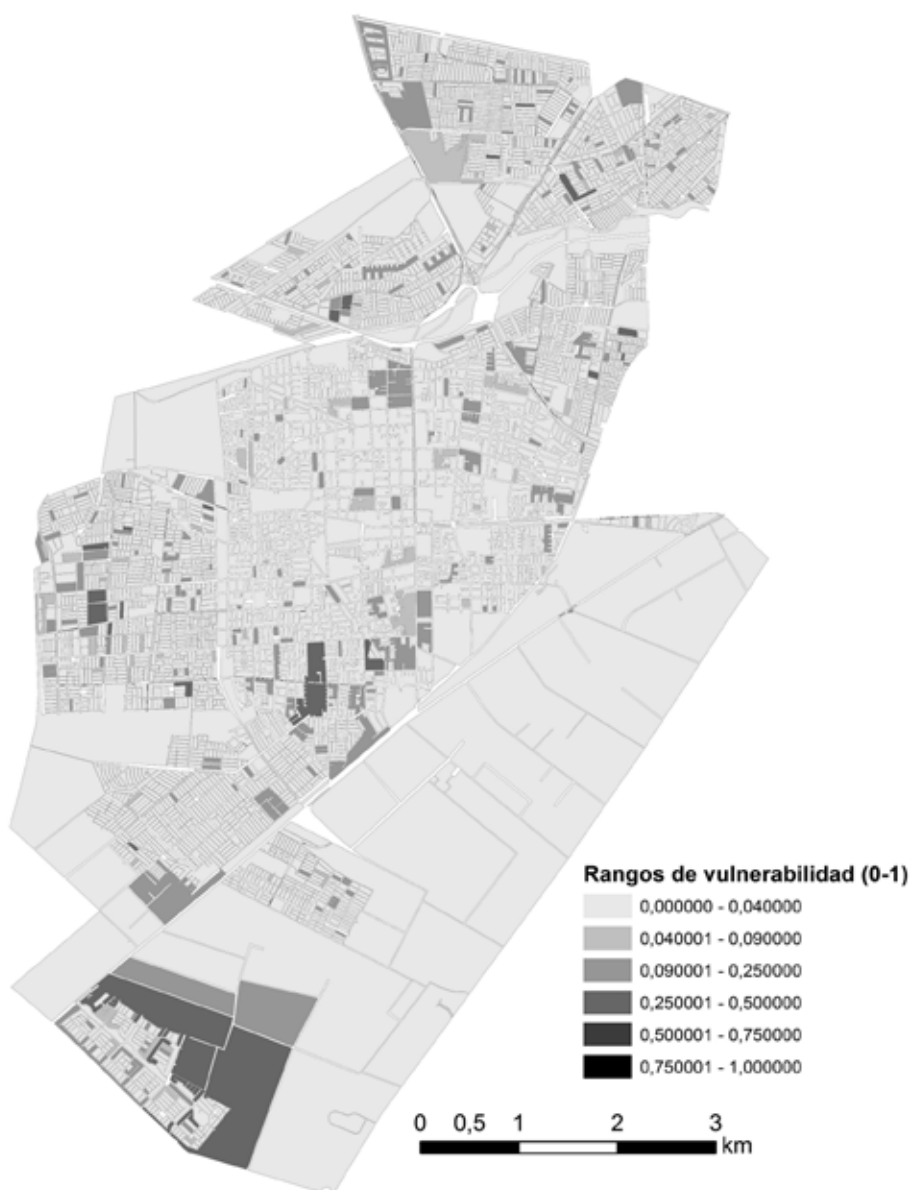 Rangos de vulnerabilidad (0-1)
0,000000 - 0,040000
0,040001 - 0,090000
0,090001 - 0,250000
0,250001 - 0,500000
0,500001 - 0,750000
0,750001 - 1,000000
0 0,5 1 2 3
km